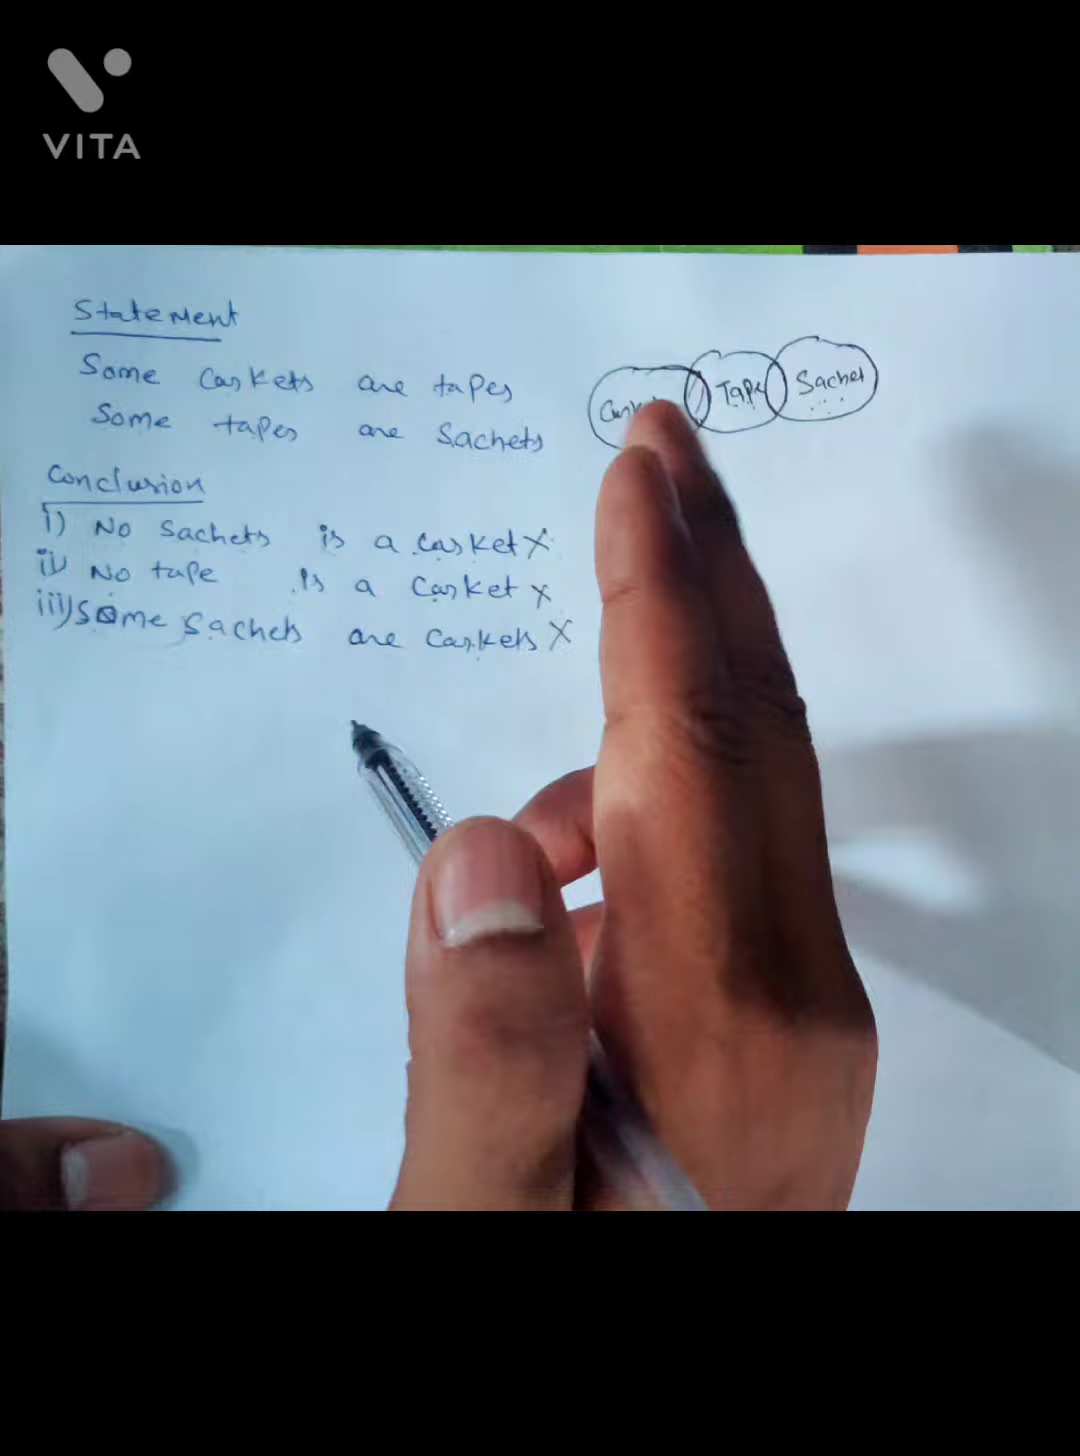 VITA
Statement
Some caskets are tapes
Some tapes are Sachets
Conclusion
i) No Sachets is a casket X
ii) No tape is a Casket X
iii) Some Sachets are Caskets X
Tape
Sachet